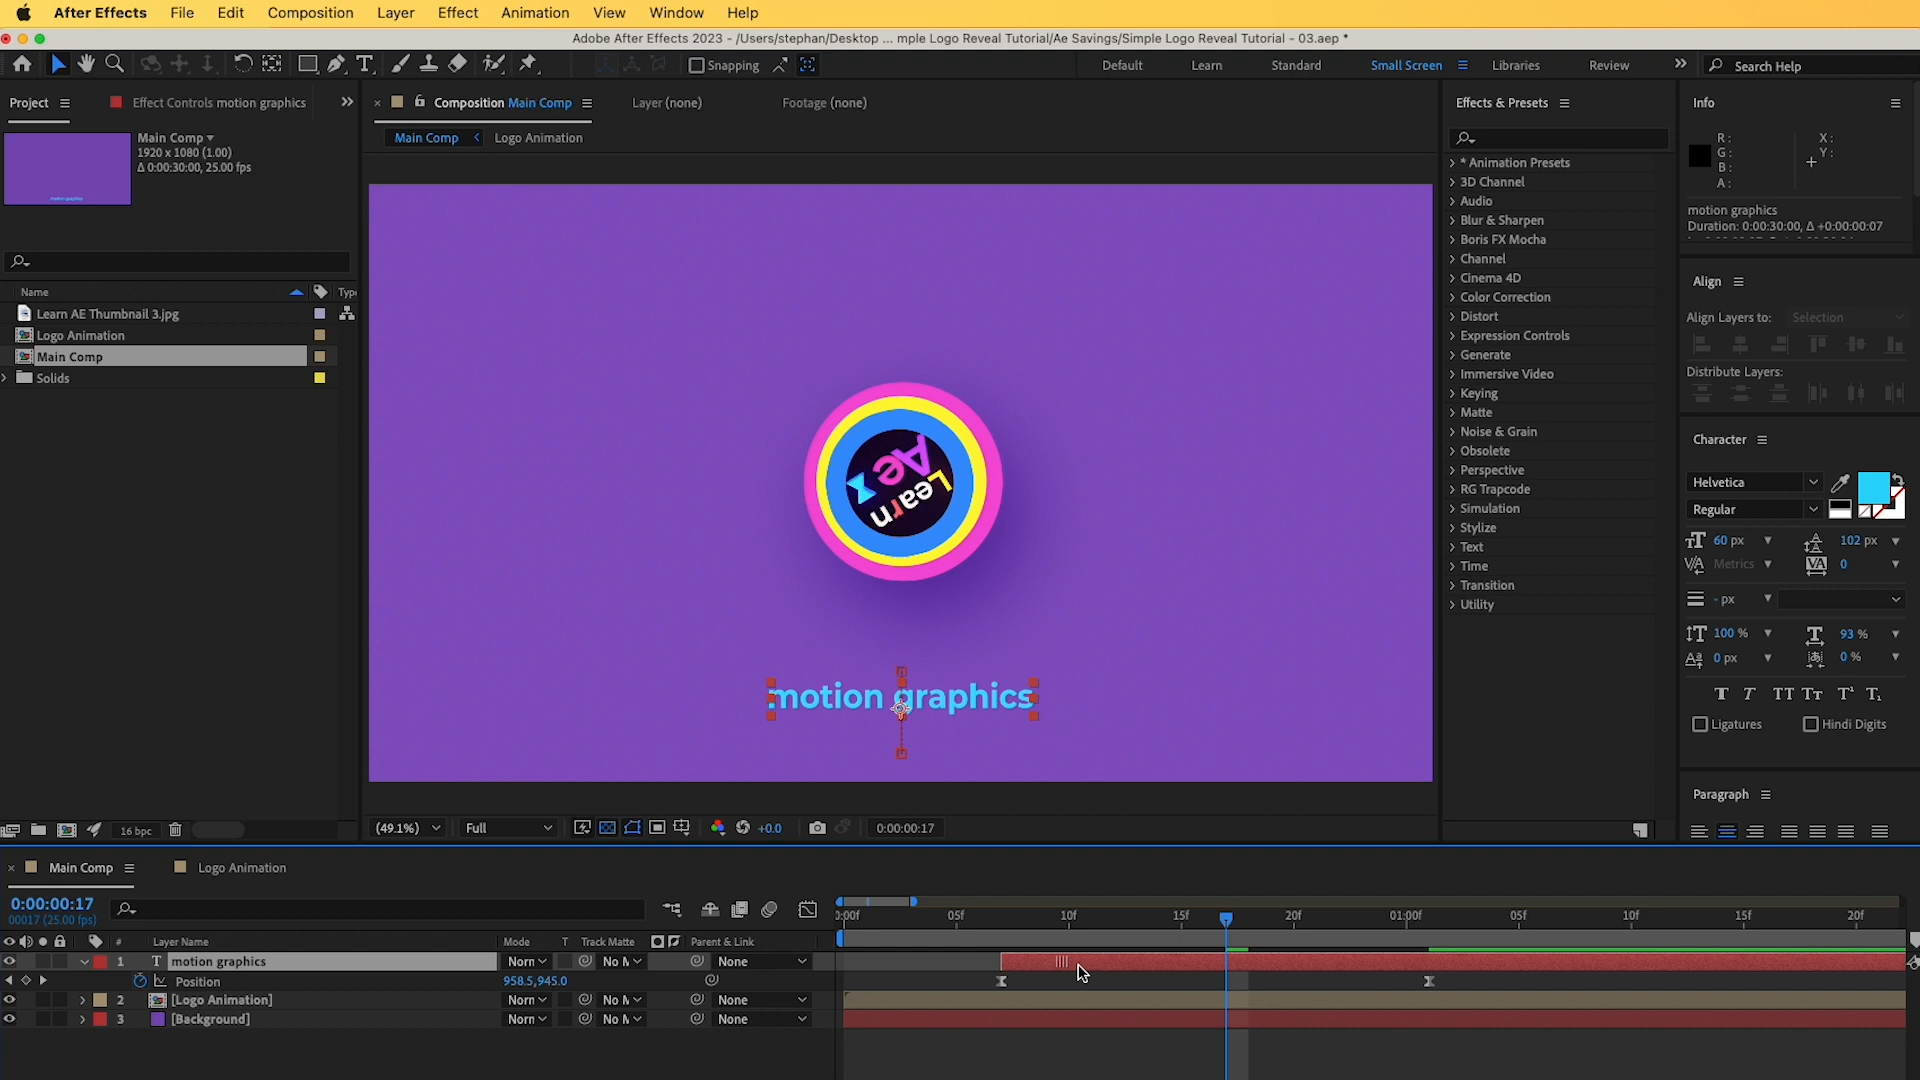 After Effects File Edit Composition Layer Effect Animation View Window Help
Adobe After Effects 2023 - /Users/stephan/Desktop ... mple Logo Reveal Tutorial/Ae Savings/Simple Logo Reveal Tutorial - 03.aep *
Snapping Default Learn Standard Small Screen Libraries Review Search Help
Project Effect Controls motion graphics
Composition Main Comp Layer (none) Footage (none)
Main Comp Logo Animation
Main Comp
1920 x 1080 (1.00)
Δ 0:00:30:00, 25.00 fps
Name Type
Learn AE Thumbnail 3.jpg
Logo Animation
Main Comp
Solids
16 bpc
Learn
Ae
motion graphics
(49.1%) Full +0.0 0:00:00:17
Effects & Presets
* Animation Presets
3D Channel
Audio
Blur & Sharpen
Boris FX Mocha
Channel
Cinema 4D
Color Correction
Distort
Expression Controls
Generate
Immersive Video
Keying
Matte
Noise & Grain
Obsolete
Perspective
RG Trapcode
Simulation
Stylize
Text
Time
Transition
Utility
Info
R : X :
G : Y :
B :
A :
motion graphics
Duration: 0:00:30:00, Δ +0:00:00:07
Align
Align Layers to: Selection
Distribute Layers:
Character
Helvetica
Regular
60 px 102 px
Metrics 0
- px
100 % 93 %
0 px 0 %
Ligatures Hindi Digits
Paragraph
Main Comp Logo Animation
0:00:00:17
00017 (25.00 fps)
:00f 05f 10f 15f 20f 01:00f 05f 10f 15f 20f
# Layer Name Mode T Track Matte Parent & Link
1 T motion graphics Norn No M None
Position 958.5,945.0
2 [Logo Animation] Norn No M None
3 [Background] Norn No M None